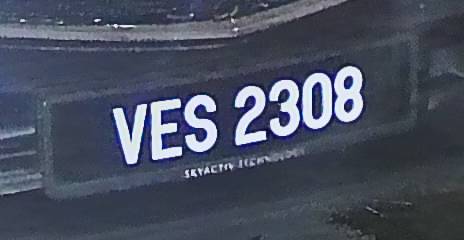 VES 2308
SKYACTIV TECHNOLOGY